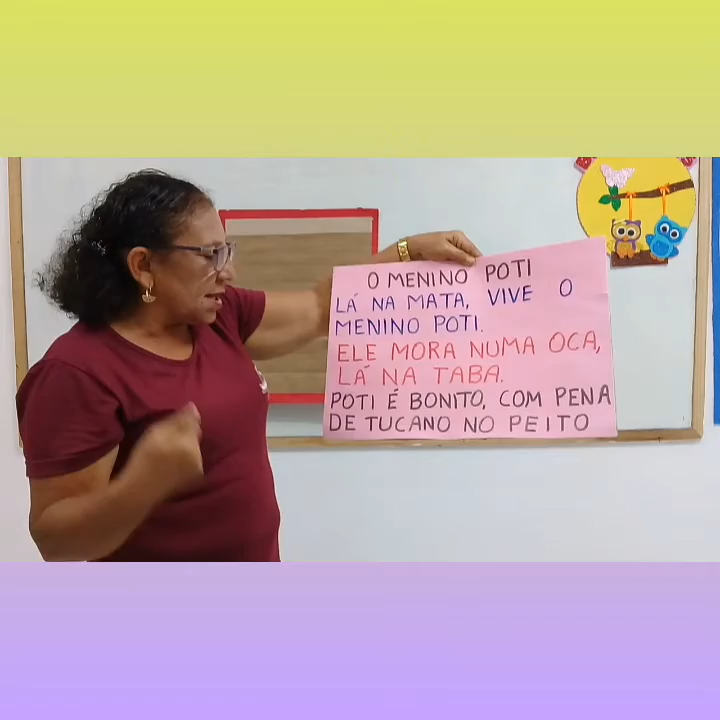 O MENINO POTI
LÁ NA MATA, VIVE O
MENINO POTI.
ELE MORA NUMA OCA,
LÁ NA TABA.
POTI É BONITO, COM PENA
DE TUCANO NO PEITO